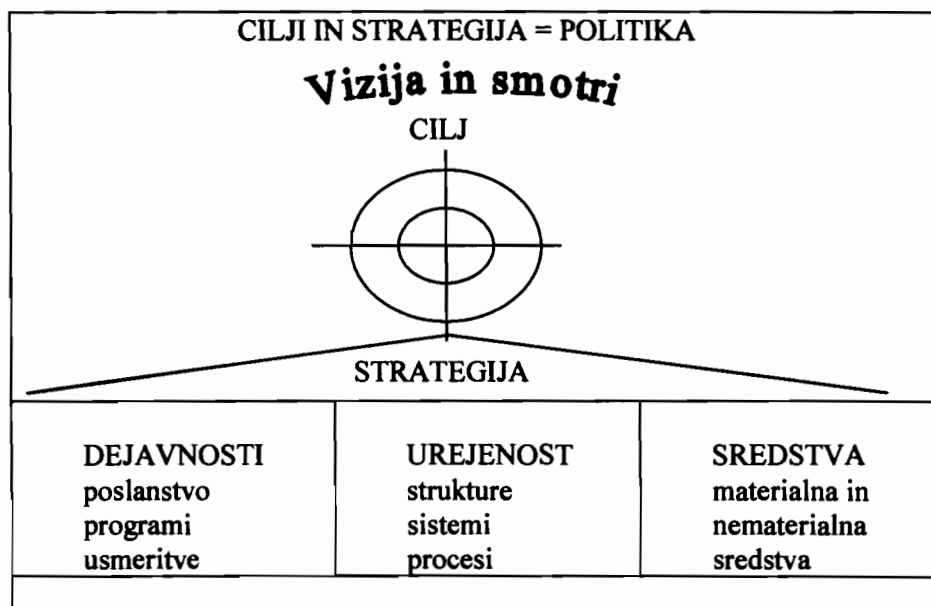 CILJI IN STRATEGIJA = POLITIKA
Vizija in smotri
CILJ
STRATEGIJA
DEJAVNOSTI
poslanstvo
programi
usmeritve
UREJENOST
strukture
sistemi
procesi
SREDSTVA
materialna in
nematerialna
sredstva